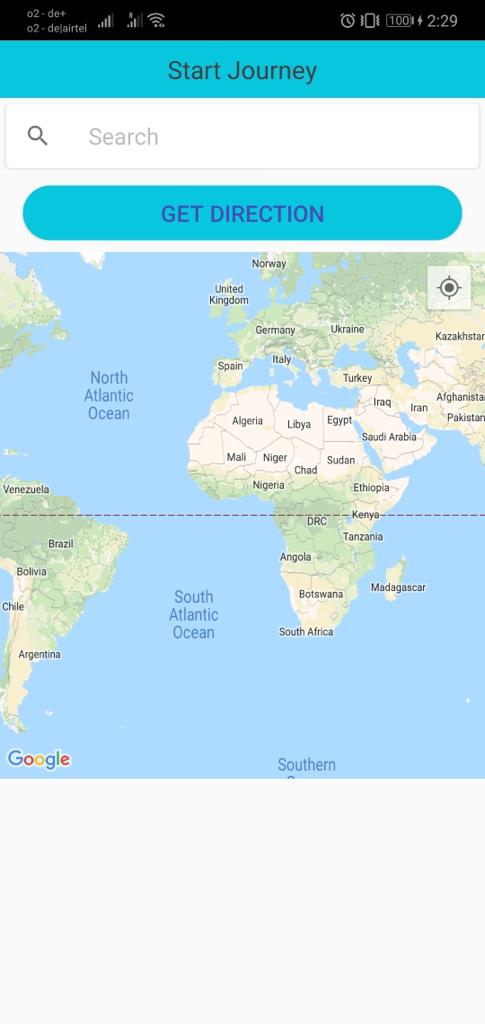 o2 - de+
o2 - de|airtel
R
100
2:29
Start Journey
Search
GET DIRECTION
Norway
United
Kingdom
Germany
Ukraine
Kazakhstan
Spain
Italy
Turkey
North
Atlantic
Ocean
Iraq
Iran
Afghanistan
Pakistan
Algeria
Libya
Egypt
Saudi Arabia
Mali
Niger
Chad
Sudan
Nigeria
Ethiopia
Venezuela
DRC
Kenya
Brazil
Tanzania
Angola
Bolivia
Botswana
Madagascar
Chile
South
Atlantic
Ocean
South Africa
Argentina
Google
Southern